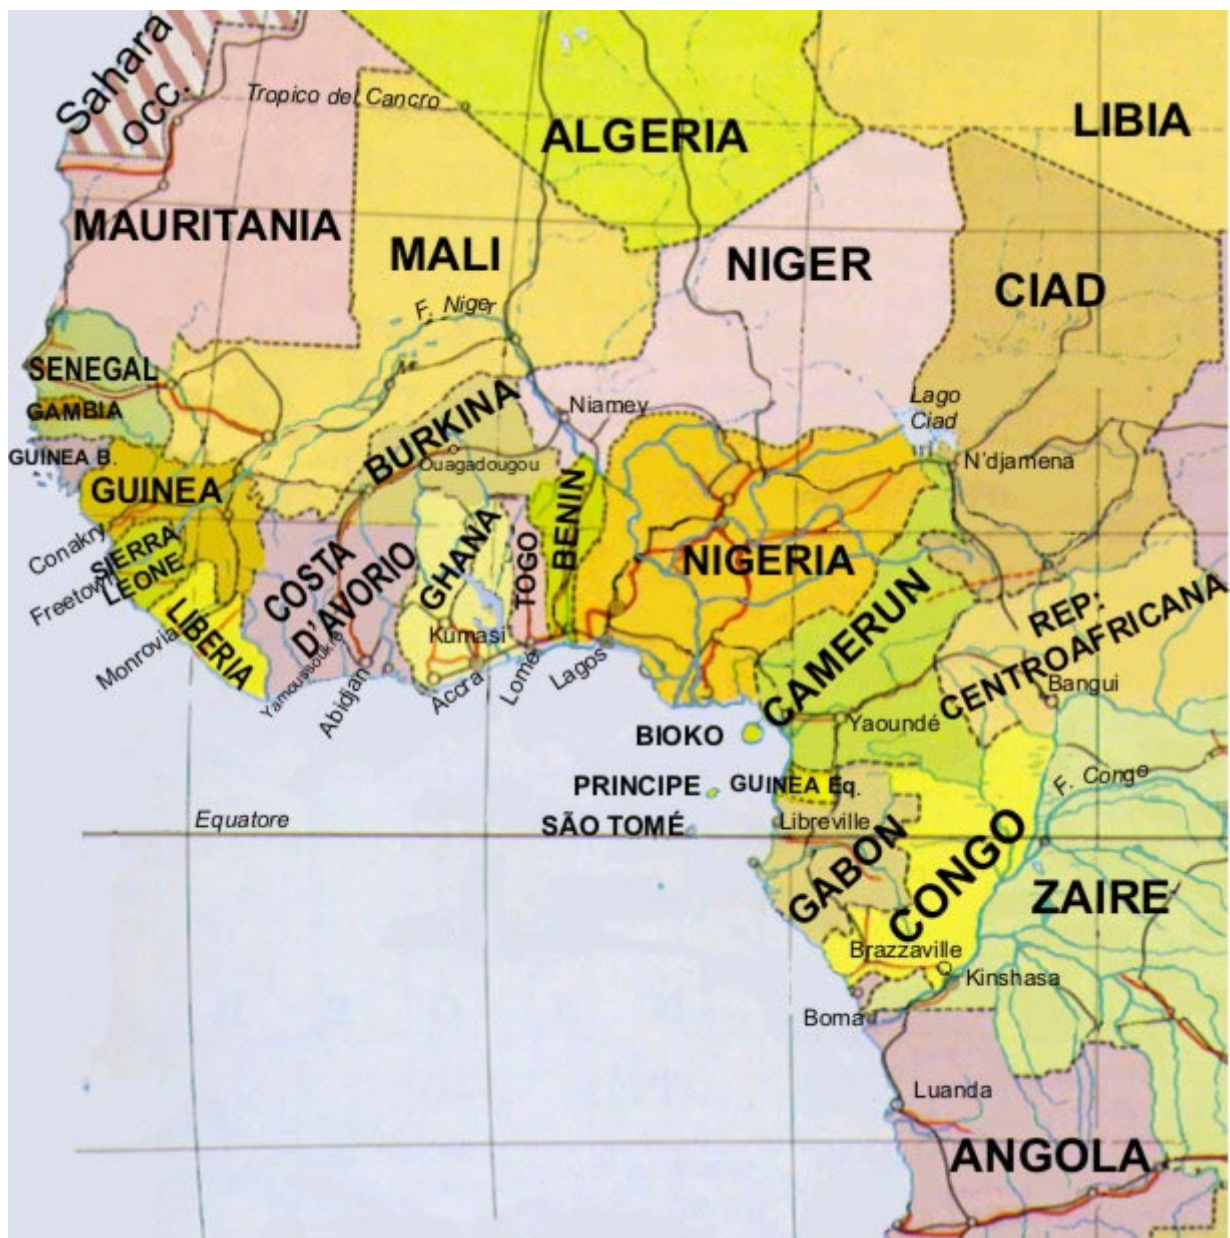 Sahara
occ.
Tropico del Cancro
ALGERIA
LIBIA
MAURITANIA
MALI
NIGER
CIAD
F. Niger
SENEGAL
GAMBIA
GUINEA B.
GUINEA
BURKINA
Ouagadougou
Niamey
Lago
Ciad
N'djamena
Conakry
Freetow
SIERRA
LEONE
LIBERIA
Monrovia
COSTA
D'AVORIO
Yamoussoukie
Abidjan
GHANA
Kumasi
Accra
TOGO
Lome
BENIN
Lagos
NIGERIA
CAMERUN
Yaoundé
REP:
CENTROAFRICANA
Bangui
BIOKO
PRINCIPE
GUINEA Eq.
SÃO TOMÉ
Equatore
Libreville
GABON
CONGO
F. Congo
ZAIRE
Brazzaville
Kinshasa
Boma
Luanda
ANGOLA